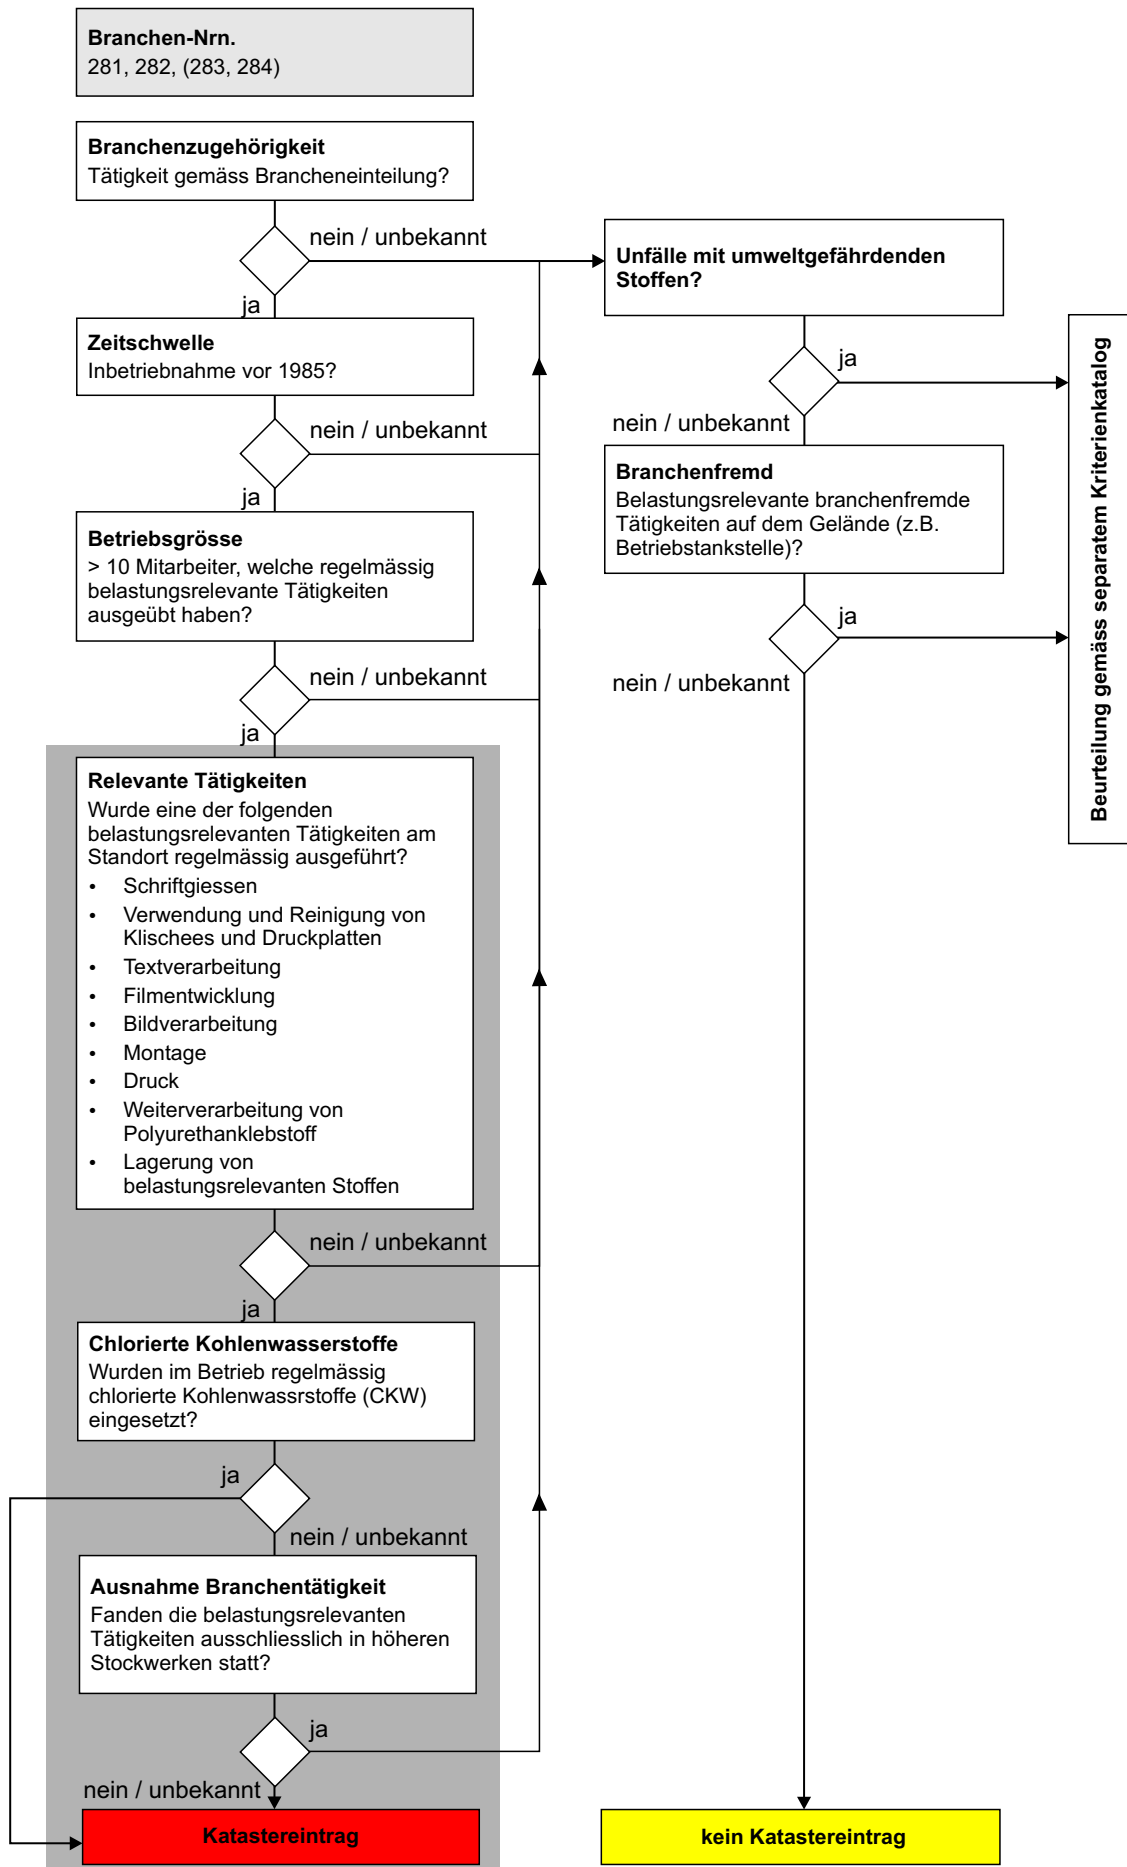 Branchen-Nrn.
281, 282, (283, 284)
Branchenzugehörigkeit
Tätigkeit gemäss Brancheneinteilung?
nein / unbekannt
ja
Zeitschwelle
Inbetriebnahme vor 1985?
nein / unbekannt
ja
Betriebsgrösse
> 10 Mitarbeiter, welche regelmässig
belastungsrelevante Tätigkeiten
ausgeübt haben?
nein / unbekannt
ja
Relevante Tätigkeiten
Wurde eine der folgenden
belastungsrelevanten Tätigkeiten am
Standort regelmässig ausgeführt?
• Schriftgiessen
• Verwendung und Reinigung von
Klischees und Druckplatten
• Textverarbeitung
• Filmentwicklung
• Bildverarbeitung
• Montage
• Druck
• Weiterverarbeitung von
Polyurethanklebstoff
• Lagerung von
belastungsrelevanten Stoffen
nein / unbekannt
ja
Chlorierte Kohlenwasserstoffe
Wurden im Betrieb regelmässig
chlorierte Kohlenwassrstoffe (CKW)
eingesetzt?
ja
nein / unbekannt
Ausnahme Branchentätigkeit
Fanden die belastungsrelevanten
Tätigkeiten ausschliesslich in höheren
Stockwerken statt?
ja
nein / unbekannt
Katastereintrag
Unfälle mit umweltgefährdenden
Stoffen?
ja
nein / unbekannt
Branchenfremd
Belastungsrelevante branchenfremde
Tätigkeiten auf dem Gelände (z.B.
Betriebstankstelle)?
ja
nein / unbekannt
kein Katastereintrag
Beurteilung gemäss separatem Kriterienkatalog